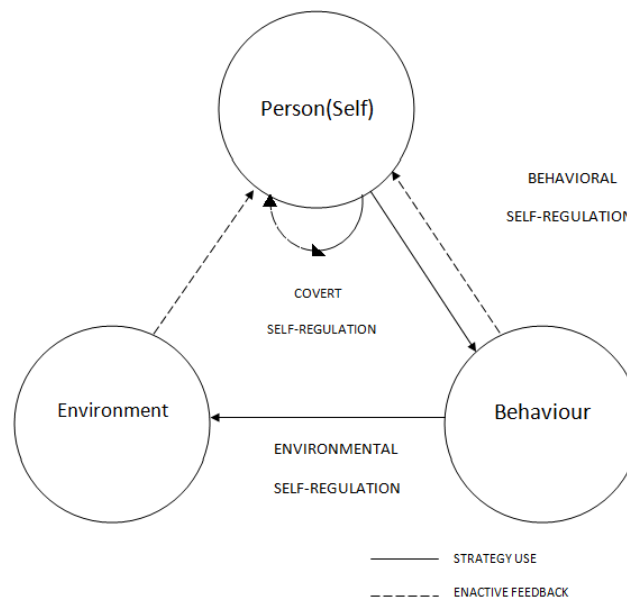 Person(Self)
BEHAVIORAL
SELF-REGULATION
COVERT
SELF-REGULATION
Environment
Behaviour
ENVIRONMENTAL
SELF-REGULATION
STRATEGY USE
ENACTIVE FEEDBACK